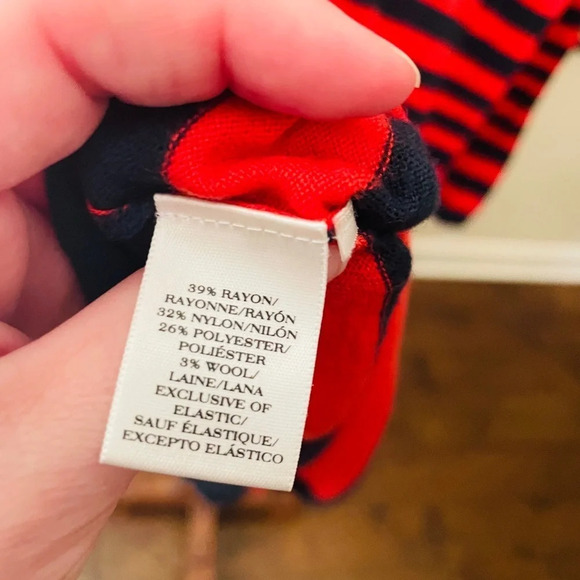 39% RAYON/
RAYONNE/RAYÓN
32% NYLON/NILÓN
26% POLYESTER/
POLIÉSTER
3% WOOL/
LAINE/LANA
EXCLUSIVE OF
ELASTIC/
SAUF ÉLASTIQUE/
EXCEPTO ELÁSTICO